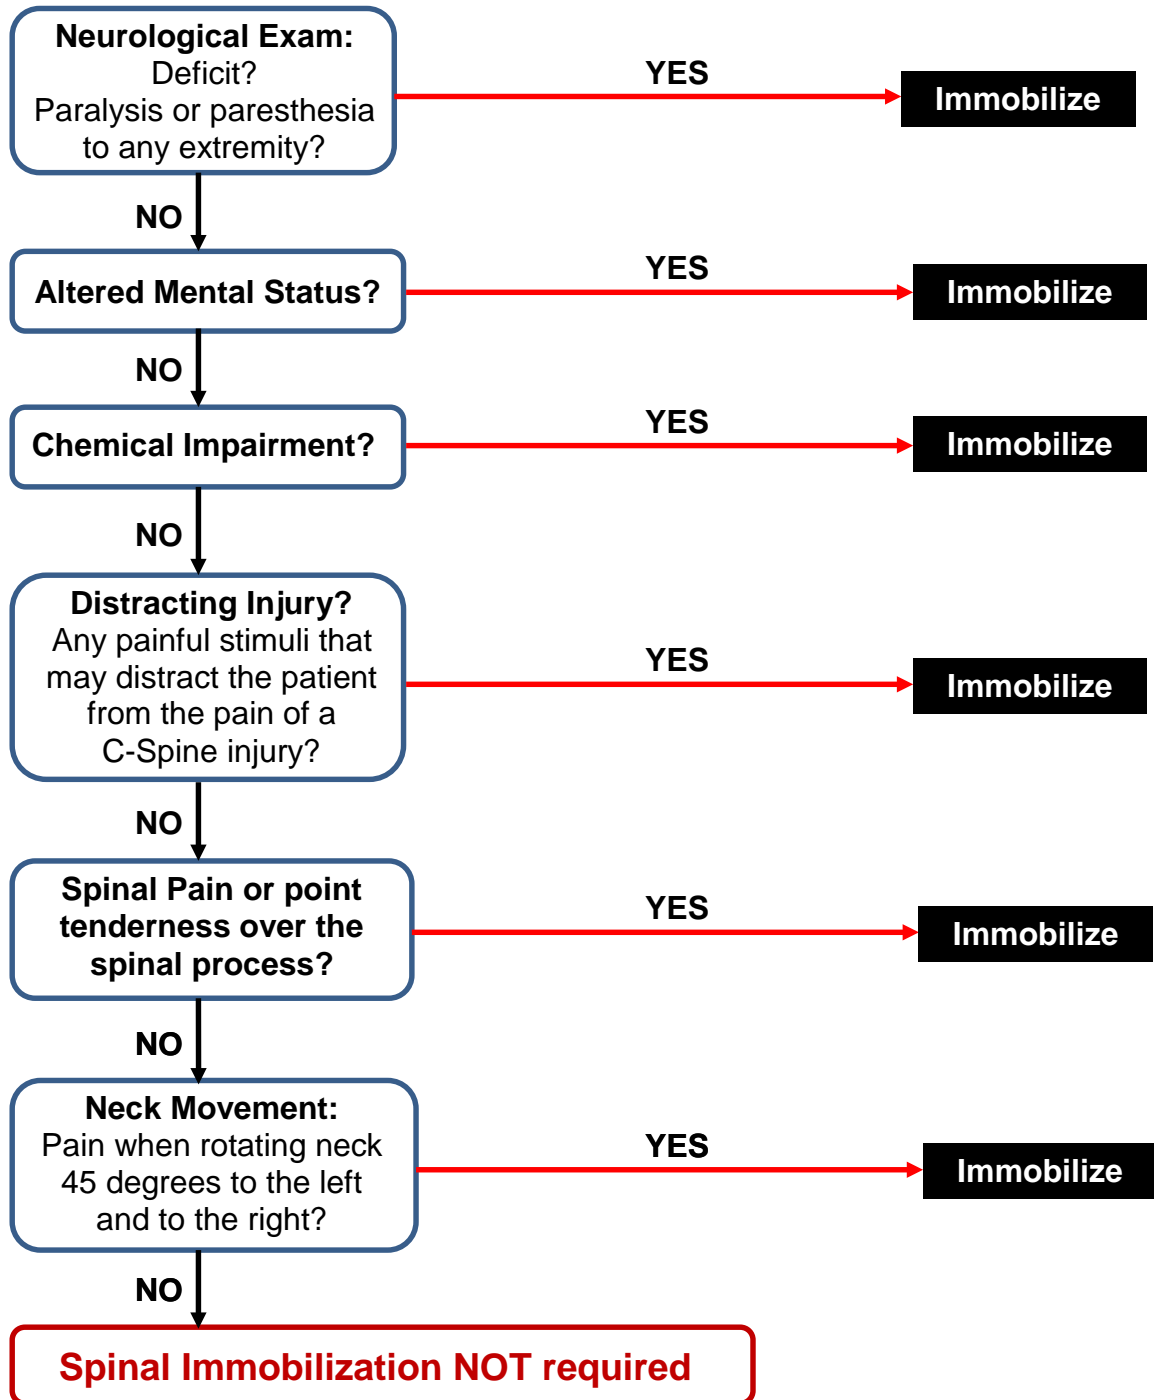 Neurological Exam:
Deficit?
Paralysis or paresthesia
to any extremity?
YES
Immobilize
NO
Altered Mental Status?
YES
Immobilize
NO
Chemical Impairment?
YES
Immobilize
NO
Distracting Injury?
Any painful stimuli that
may distract the patient
from the pain of a
C-Spine injury?
YES
Immobilize
NO
Spinal Pain or point
tenderness over the
spinal process?
YES
Immobilize
NO
Neck Movement:
Pain when rotating neck
45 degrees to the left
and to the right?
YES
Immobilize
NO
Spinal Immobilization NOT required